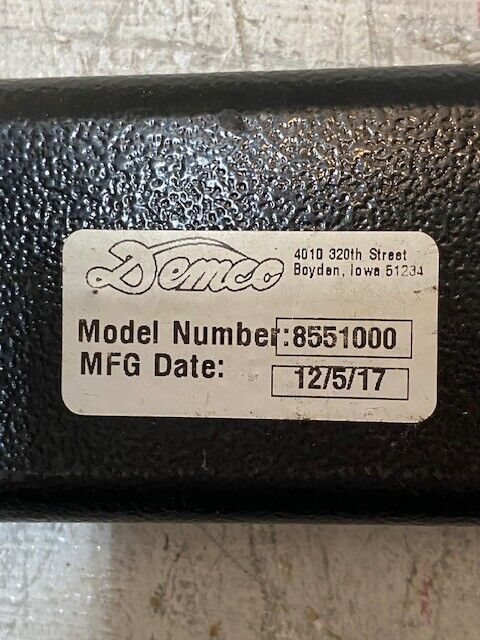 Demco
4010 320th Street
Boyden, Iowa 51234
Model Number: 8551000
MFG Date: 12/5/17